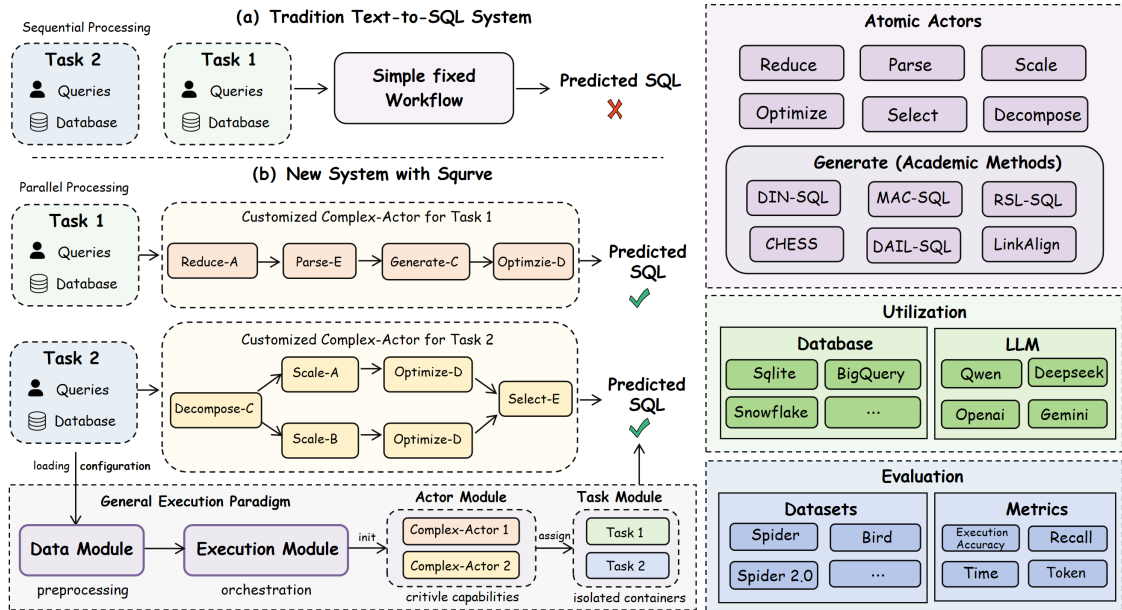 (a) Tradition Text-to-SQL System
Sequential Processing
Task 2
Queries
Database
Task 1
Queries
Database
Simple fixed
Workflow
Predicted SQL
(b) New System with Squrve
Parallel Processing
Task 1
Queries
Database
Customized Complex-Actor for Task 1
Reduce-A
Parse-E
Generate-C
Optimzie-D
Predicted
SQL
Task 2
Queries
Database
Customized Complex-Actor for Task 2
Decompose-C
Scale-A
Optimize-D
Scale-B
Optimize-D
Select-E
Predicted
SQL
loading configuration
General Execution Paradigm
Data Module
preprocessing
Execution Module
orchestration
init
Actor Module
Complex-Actor 1
Complex-Actor 2
critivle capabilities
assign
Task Module
Task 1
Task 2
isolated containers
Atomic Actors
Reduce
Parse
Scale
Optimize
Select
Decompose
Generate (Academic Methods)
DIN-SQL
MAC-SQL
RSL-SQL
CHESS
DAIL-SQL
LinkAlign
Utilization
Database
Sqlite
BigQuery
Snowflake
...
LLM
Qwen
Deepseek
Openai
Gemini
Evaluation
Datasets
Spider
Bird
Spider 2.0
...
Metrics
Execution
Accuracy
Recall
Time
Token